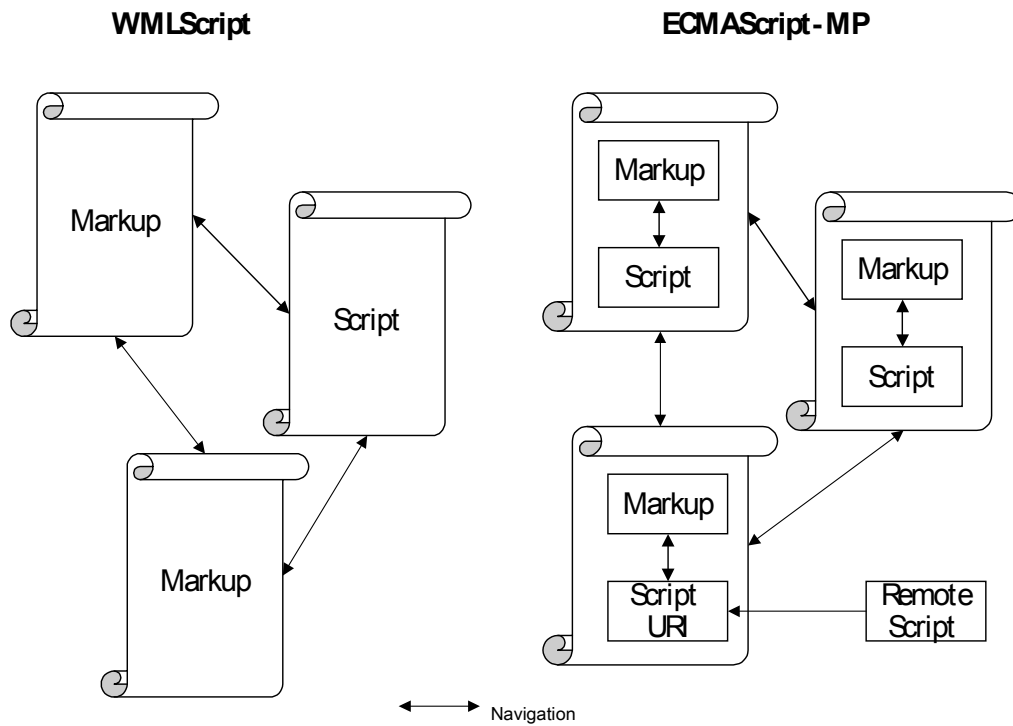 WMLScript
Markup
Script
Markup
ECMAScript - MP
Markup
Script
Markup
Script
Markup
Script
URI
Remote
Script
Navigation